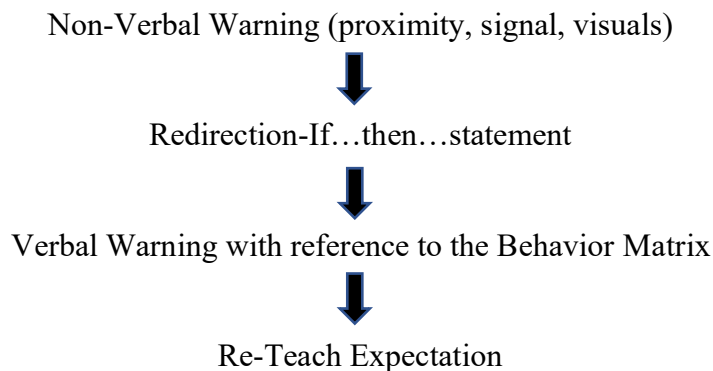 Non-Verbal Warning (proximity, signal, visuals)
Redirection-If…then…statement
Verbal Warning with reference to the Behavior Matrix
Re-Teach Expectation